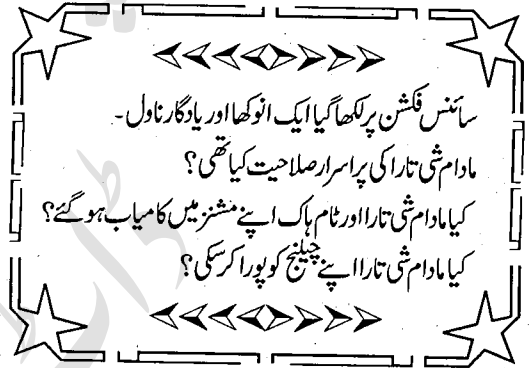 سائنس فکشن پر لکھا گیا ایک انوکھا اور یادگار ناول۔
مادام شی تارا کی پراسرار صلاحیت کیا تھی؟
کیا مادام شی تارا اور ٹام ہاک اپنے مشنز میں کامیاب ہو گئے؟
کیا مادام شی تارا اپنے چیلنج کو پورا کر سکی؟